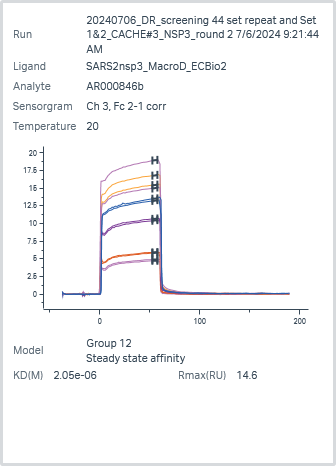 Run
20240706_DR_screening 44 set repeat and Set
1&2_CACHE#3_NSP3_round 2 7/6/2024 9:21:44
AM
Ligand SARS2nsp3_MacroD_ECBio2
Analyte AR000846b
Sensorgram Ch 3, Fc 2-1 corr
Temperature 20
20
17.5
15
12.5
10
7.5
5
2.5
0
0 100 200
Model
Group 12
Steady state affinity
KD(M) 2.05e-06 Rmax(RU) 14.6